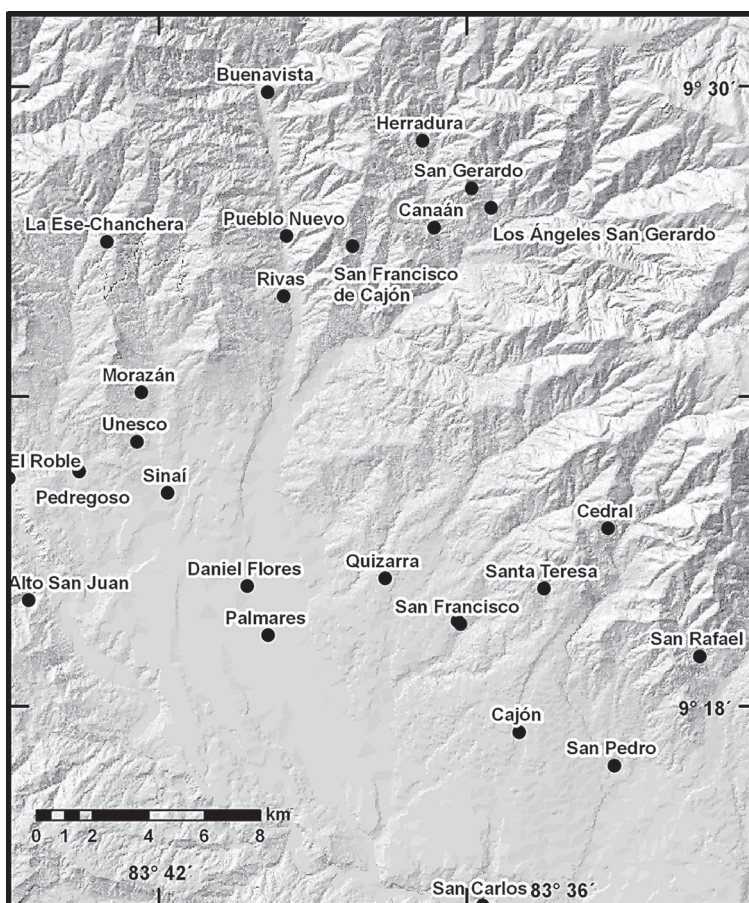 Buenavista
9° 30´
Herradura
San Gerardo
Canaán
Pueblo Nuevo
La Ese-Chanchera
Los Ángeles San Gerardo
San Francisco
de Cajón
Rivas
Morazán
Unesco
El Roble
Sinaí
Pedregoso
Cedral
Quizarra
Daniel Flores
Santa Teresa
Alto San Juan
San Francisco
Palmares
San Rafael
9° 18´
Cajón
San Pedro
km
0 1 2 4 6 8
83° 42´
San Carlos
83° 36´